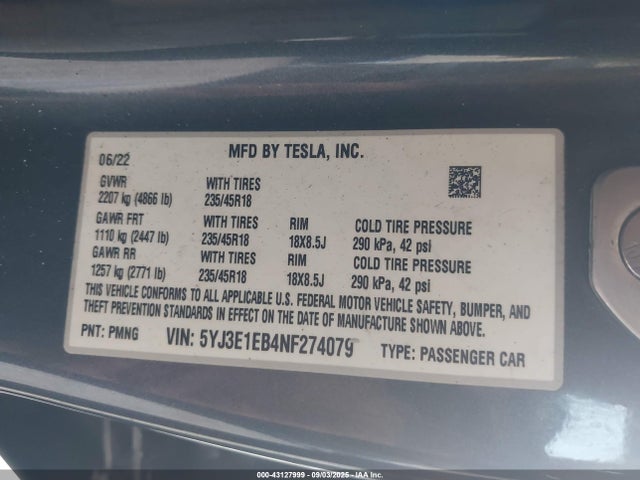 06/22 MFD BY TESLA, INC.
GVWR WITH TIRES
2207 kg (4866 lb) 235/45R18
GAWR FRT WITH TIRES RIM COLD TIRE PRESSURE
1110 kg (2447 lb) 235/45R18 18X8.5J 290 kPa, 42 psi
GAWR RR WITH TIRES RIM COLD TIRE PRESSURE
1257 kg (2771 lb) 235/45R18 18X8.5J 290 kPa, 42 psi
THIS VEHICLE CONFORMS TO ALL APPLICABLE U.S. FEDERAL MOTOR VEHICLE SAFETY, BUMPER, AND
THEFT PREVENTION STANDARDS IN EFFECT ON THE DATE OF MANUFACTURE SHOWN ABOVE.
PNT: PMNG VIN: 5YJ3E1EB4NF274079 TYPE: PASSENGER CAR
000-43127999 - 09/03/2025 - IAA Inc.